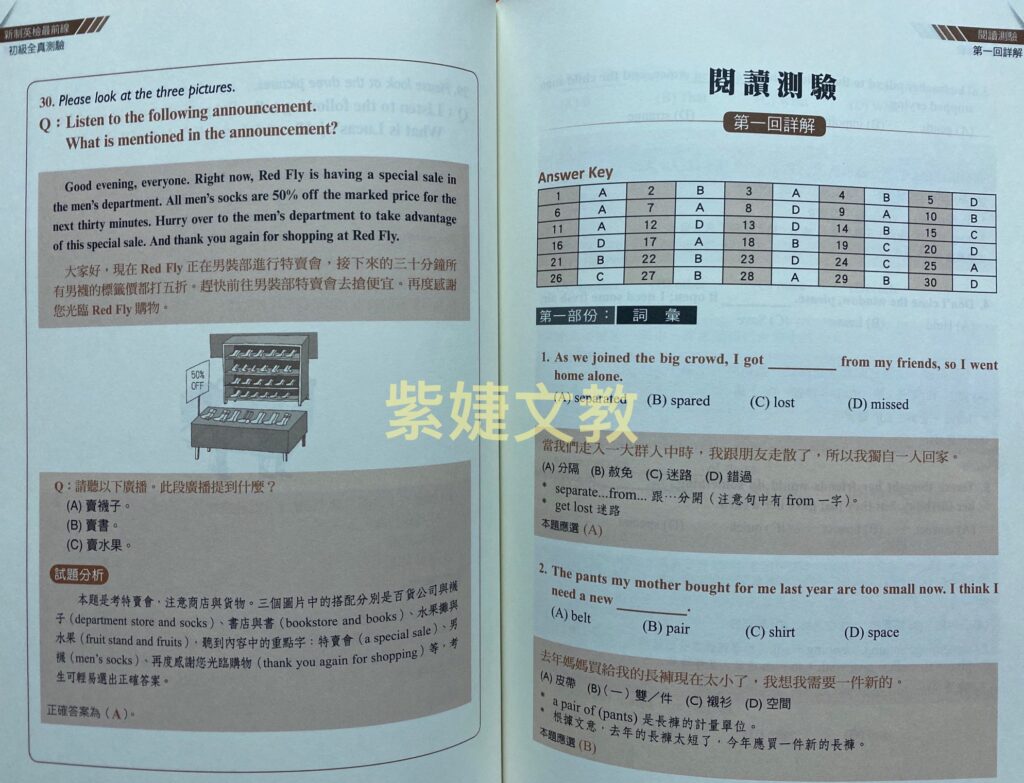 新制英檢最前線
初級全真測驗
30. Please look at the three pictures.
Q：Listen to the following announcement.
What is mentioned in the announcement?
Good evening, everyone. Right now, Red Fly is having a special sale in
the men's department. All men's socks are 50% off the marked price for the
next thirty minutes. Hurry over to the men's department to take advantage
of this special sale. And thank you again for shopping at Red Fly.
大家好，現在 Red Fly 正在男裝部進行特賣會，接下來的三十分鐘所
有男襪的標籤價都打五折。趕快前往男裝部特賣會去搶便宜。再度感謝
您光臨 Red Fly 購物。
50%
OFF
Q：請聽以下廣播。此段廣播提到什麼？
(A) 賣襪子。
(B) 賣書。
(C) 賣水果。
試題分析
本題是考特賣會，注意商店與貨物。三個圖片中的搭配分別是百貨公司與襪
子（department store and socks）、書店與書（bookstore and books）、水果攤與
水果（fruit stand and fruits），聽到內容中的重點字：特賣會（a special sale）、男
襪（men's socks）、再度感謝您光臨購物（thank you again for shopping）等，考
生可輕易選出正確答案。
正確答案為（A）。
閱讀測驗
第一回詳解
閱讀測驗
第一回詳解
Answer Key
1 A 2 B 3 A 4 B 5 D
6 A 7 A 8 D 9 A 10 B
11 A 12 D 13 D 14 B 15 C
16 D 17 A 18 B 19 C 20 D
21 B 22 B 23 D 24 C 25 A
26 C 27 B 28 A 29 B 30 D
第一部份： 詞 彙
1. As we joined the big crowd, I got ________ from my friends, so I went
home alone.
(A) separated (B) spared (C) lost (D) missed
當我們走入一大群人中時，我跟朋友走散了，所以我獨自一人回家。
(A) 分隔 (B) 赦免 (C) 迷路 (D) 錯過
* separate...from... 跟…分開（注意句中有 from 一字）。
* get lost 迷路
本題應選 (A)
2. The pants my mother bought for me last year are too small now. I think I
need a new ________.
(A) belt (B) pair (C) shirt (D) space
去年媽媽買給我的長褲現在太小了，我想我需要一件新的。
(A) 皮帶 (B)（一）雙／件 (C) 襯衫 (D) 空間
* a pair of (pants) 是長褲的計量單位。
* 根據文意，去年的長褲太短了，今年應買一件新的長褲。
本題應選 (B)
紫婕文教